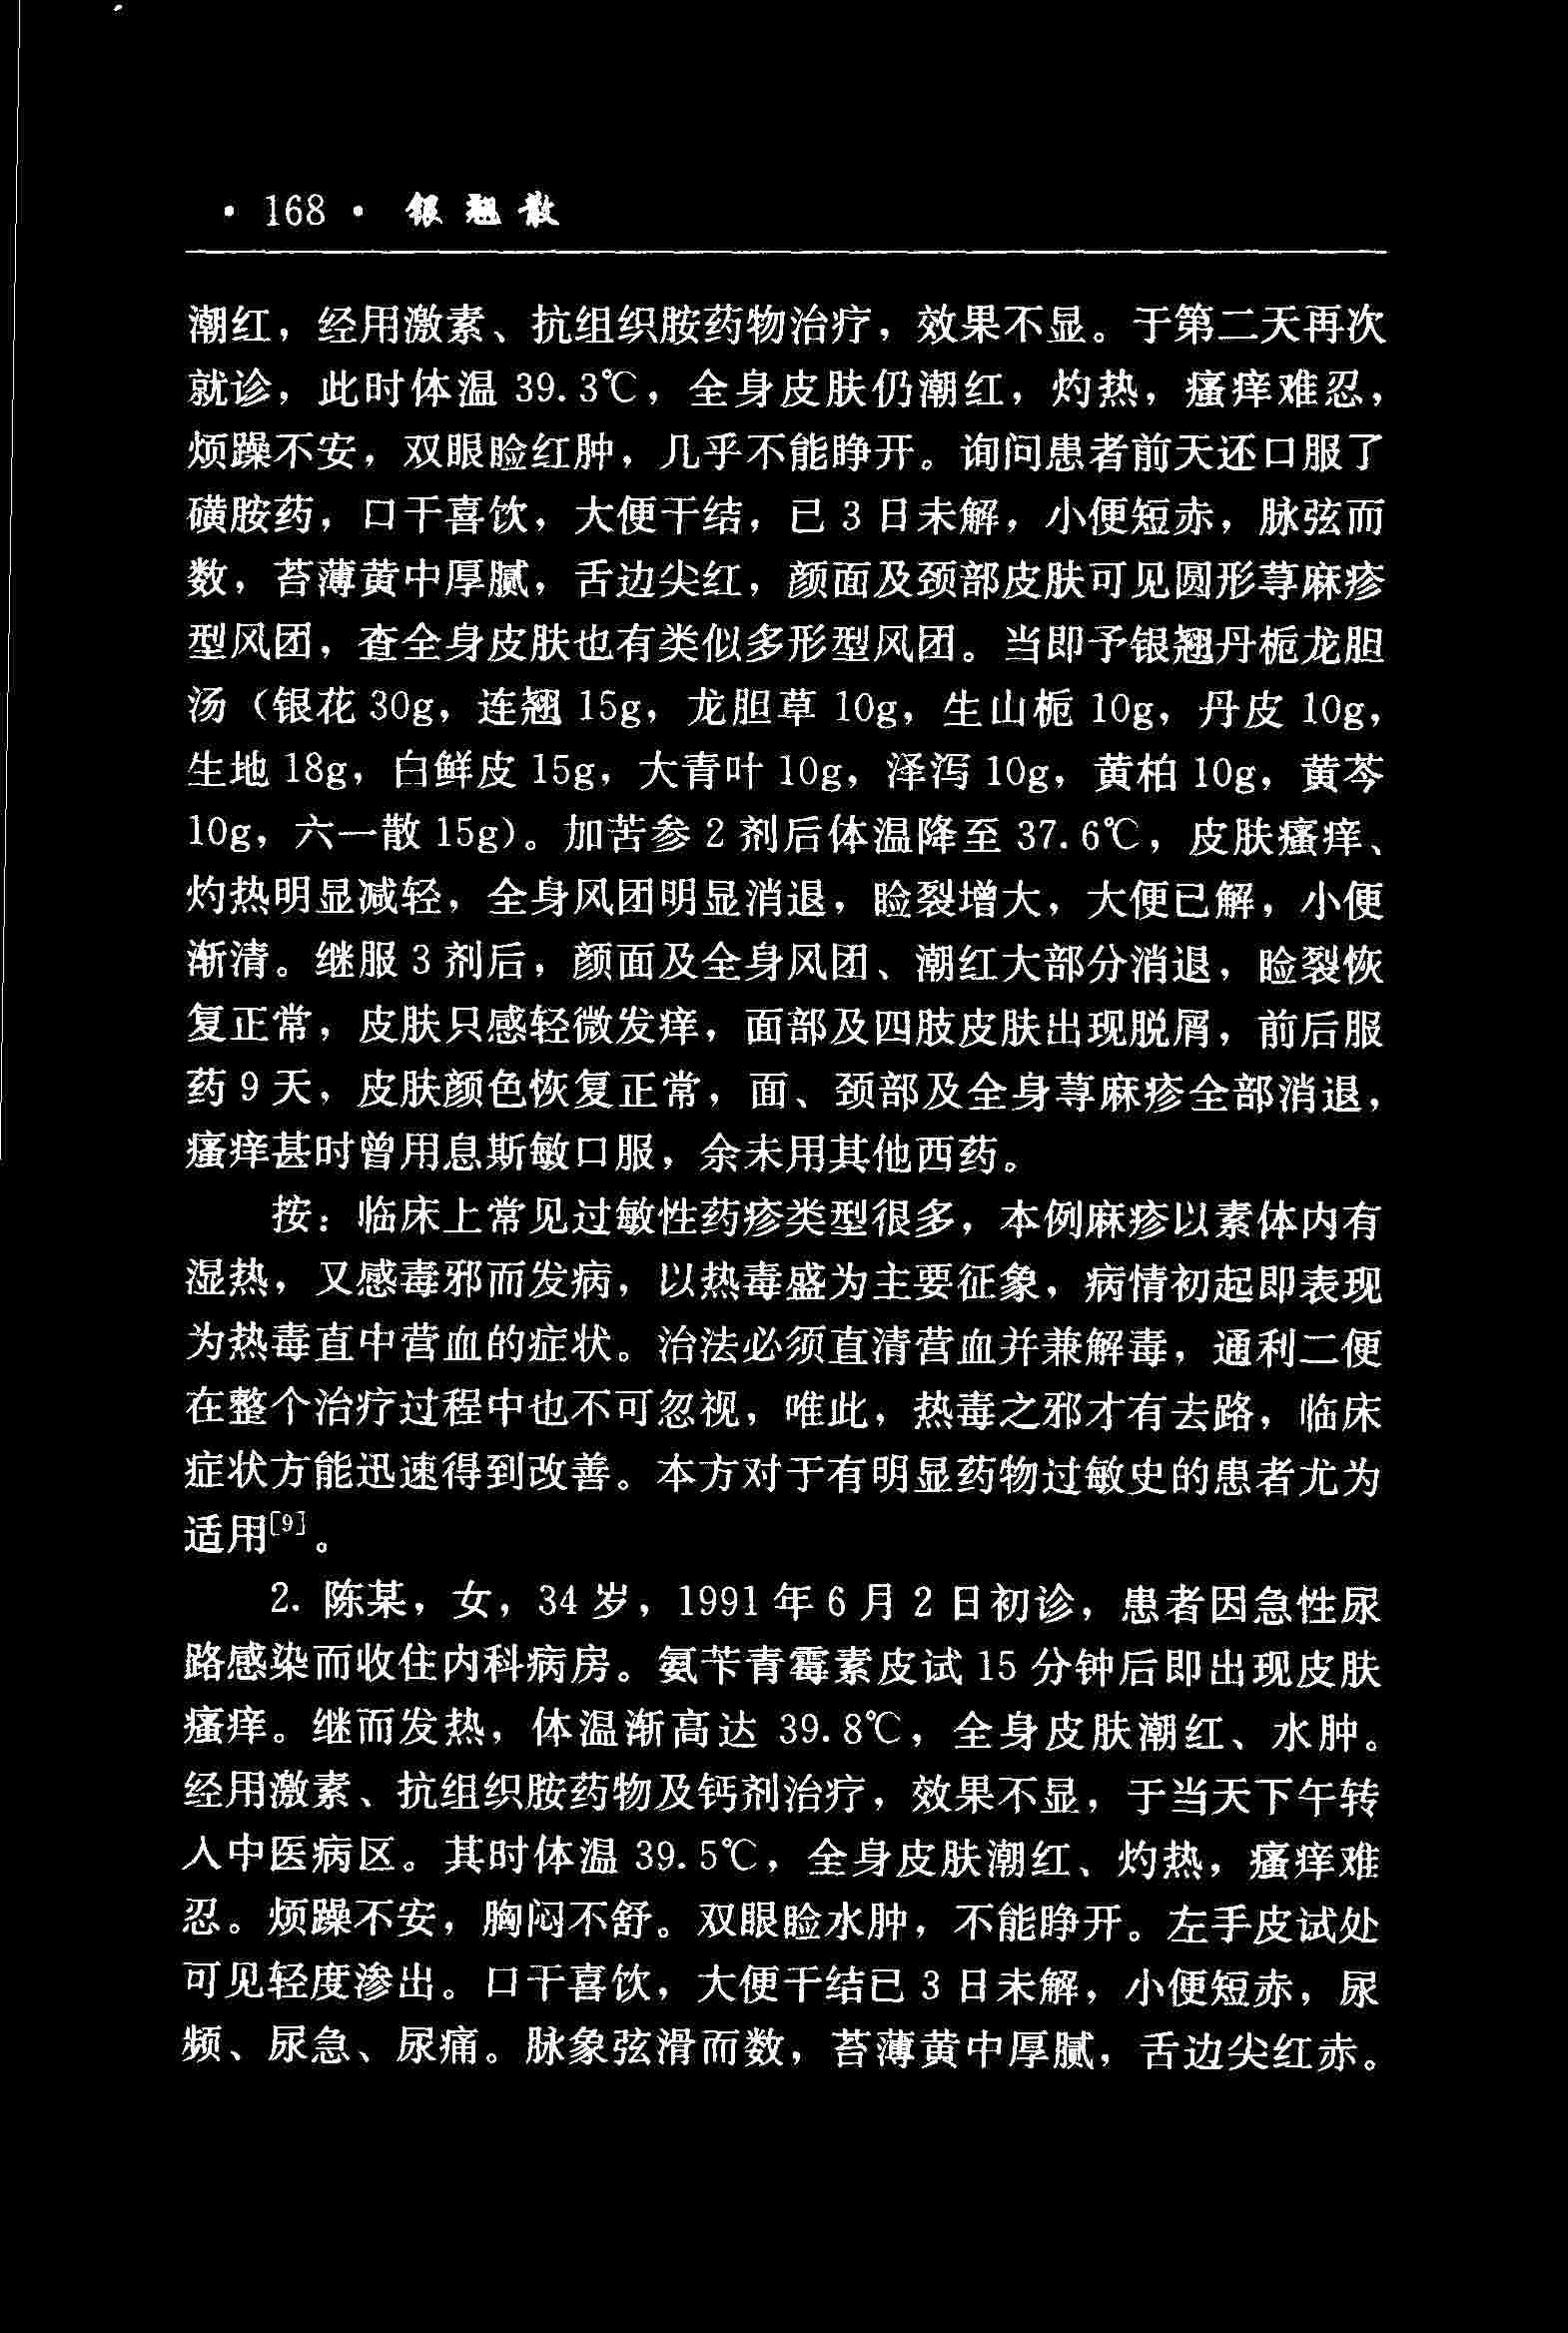 · 168 · 银翘散
潮红，经用激素、抗组织胺药物治疗，效果不显。于第二天再次
就诊，此时体温 39.3℃，全身皮肤仍潮红，灼热，瘙痒难忍，
烦躁不安，双眼睑红肿，几乎不能睁开。询问患者前天还口服了
磺胺药，口干喜饮，大便干结，已 3 日未解，小便短赤，脉弦而
数，苔薄黄中厚腻，舌边尖红，颜面及颈部皮肤可见圆形荨麻疹
型风团，查全身皮肤也有类似多形型风团。当即予银翘丹栀龙胆
汤（银花 30g，连翘 15g，龙胆草 10g，生山栀 10g，丹皮 10g，
生地 18g，白鲜皮 15g，大青叶 10g，泽泻 10g，黄柏 10g，黄芩
10g，六一散 15g）。加苦参 2 剂后体温降至 37.6℃，皮肤瘙痒、
灼热明显减轻，全身风团明显消退，睑裂增大，大便已解，小便
渐清。继服 3 剂后，颜面及全身风团、潮红大部分消退，睑裂恢
复正常，皮肤只感轻微发痒，面部及四肢皮肤出现脱屑，前后服
药 9 天，皮肤颜色恢复正常，面、颈部及全身荨麻疹全部消退，
瘙痒甚时曾用息斯敏口服，余未用其他西药。
按：临床上常见过敏性药疹类型很多，本例麻疹以素体内有
湿热，又感毒邪而发病，以热毒盛为主要征象，病情初起即表现
为热毒直中营血的症状。治法必须直清营血并兼解毒，通利二便
在整个治疗过程中也不可忽视，唯此，热毒之邪才有去路，临床
症状方能迅速得到改善。本方对于有明显药物过敏史的患者尤为
适用[9]。
2. 陈某，女，34 岁，1991 年 6 月 2 日初诊，患者因急性尿
路感染而收住内科病房。氨苄青霉素皮试 15 分钟后即出现皮肤
瘙痒。继而发热，体温渐高达 39.8℃，全身皮肤潮红、水肿。
经用激素、抗组织胺药物及钙剂治疗，效果不显，于当天下午转
入中医病区。其时体温 39.5℃，全身皮肤潮红、灼热，瘙痒难
忍。烦躁不安，胸闷不舒。双眼睑水肿，不能睁开。左手皮试处
可见轻度渗出。口干喜饮，大便干结已 3 日未解，小便短赤，尿
频、尿急、尿痛。脉象弦滑而数，苔薄黄中厚腻，舌边尖红赤。